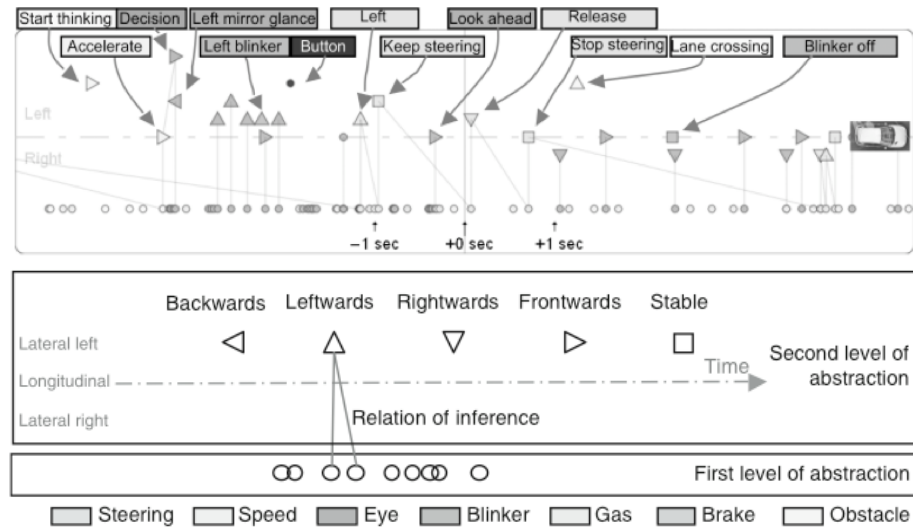 Start thinking Decision Left mirror glance Left Look ahead Release
Accelerate Left blinker Button Keep steering Stop steering Lane crossing Blinker off
Left
Right
−1 sec +0 sec +1 sec
Backwards Leftwards Rightwards Frontwards Stable
Lateral left
Time
Second level of
abstraction
Longitudinal
Relation of inference
Lateral right
First level of abstraction
Steering Speed Eye Blinker Gas Brake Obstacle